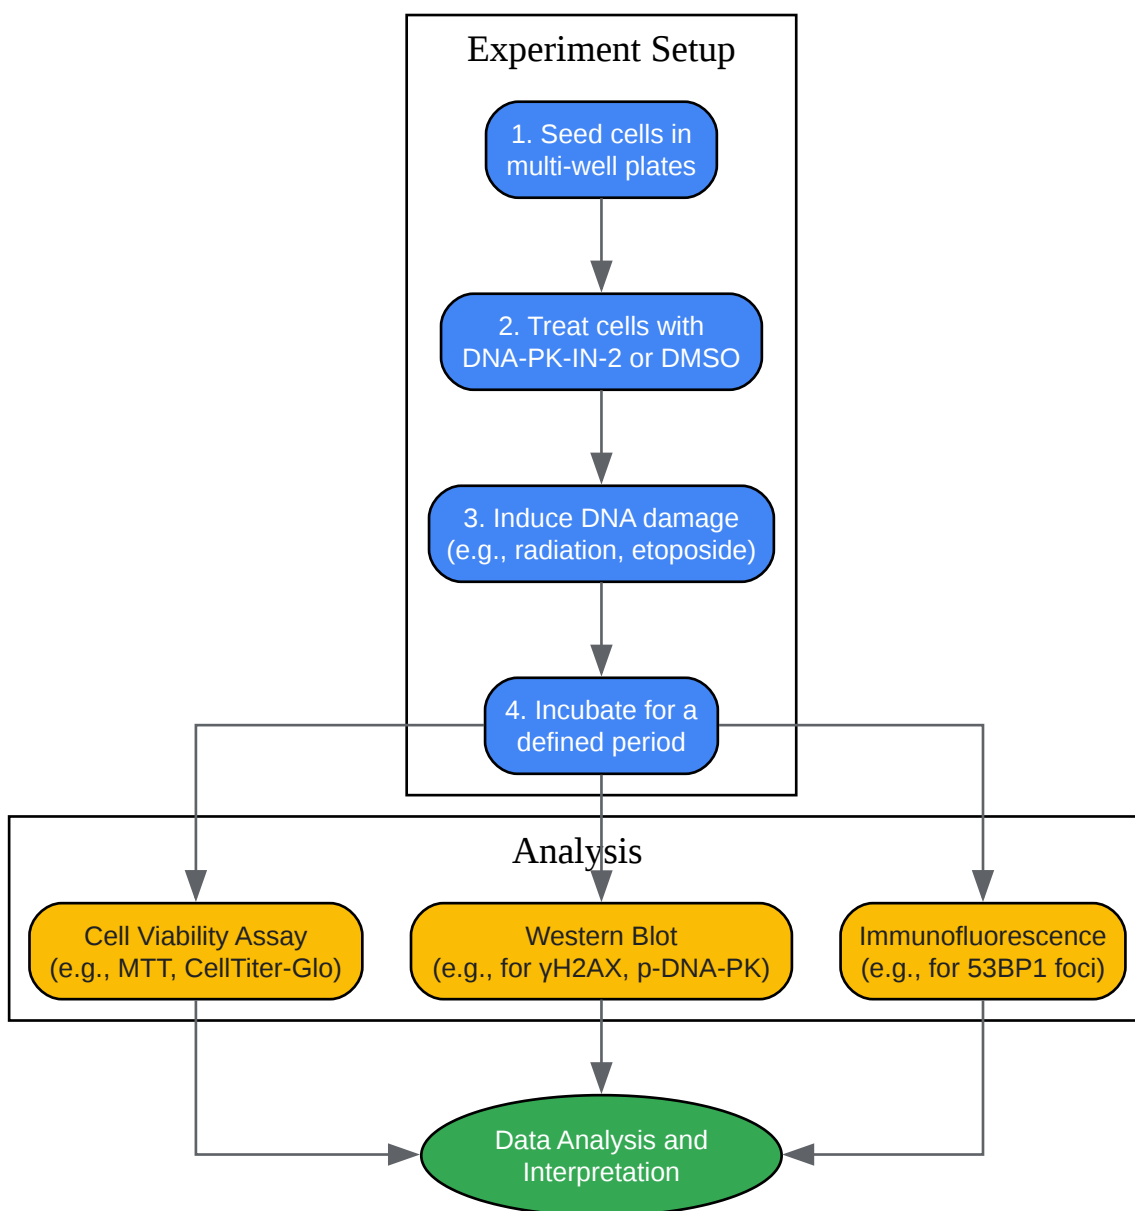 Experiment Setup
1. Seed cells in
multi-well plates
2. Treat cells with
DNA-PK-IN-2 or DMSO
3. Induce DNA damage
(e.g., radiation, etoposide)
4. Incubate for a
defined period
Analysis
Cell Viability Assay
(e.g., MTT, CellTiter-Glo)
Western Blot
(e.g., for γH2AX, p-DNA-PK)
Immunofluorescence
(e.g., for 53BP1 foci)
Data Analysis and
Interpretation